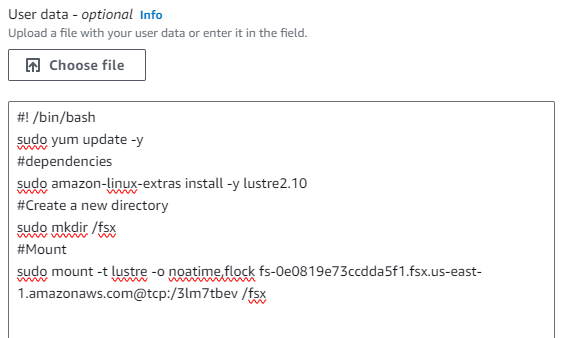 User data - optional Info
Upload a file with your user data or enter it in the field.
Choose file
#! /bin/bash
sudo yum update -y
#dependencies
sudo amazon-linux-extras install -y lustre2.10
#Create a new directory
sudo mkdir /fsx
#Mount
sudo mount -t lustre -o noatime,flock fs-0e0819e73ccdda5f1.fsx.us-east-
1.amazonaws.com@tcp:/3lm7tbev /fsx